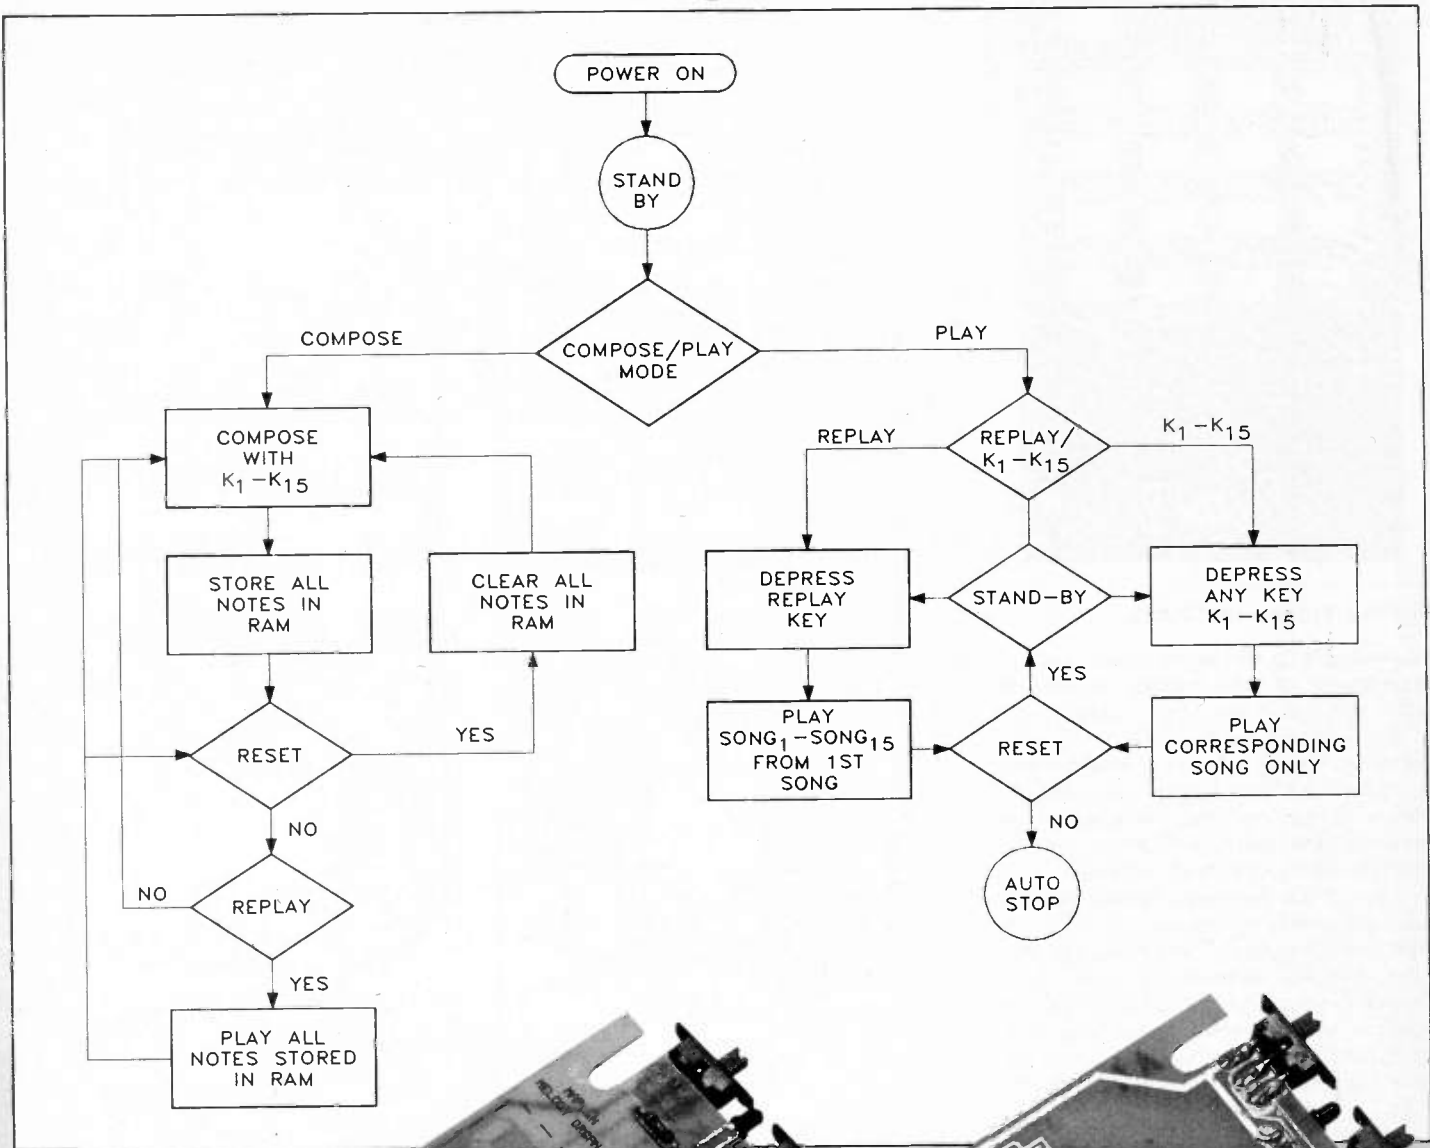 POWER ON
STAND
BY
COMPOSE/PLAY
MODE
COMPOSE
PLAY
COMPOSE
WITH
K1-K15
REPLAY
REPLAY/
K1-K15
K1-K15
STORE ALL
NOTES IN
RAM
CLEAR ALL
NOTES IN
RAM
DEPRESS
REPLAY
KEY
STAND-BY
DEPRESS
ANY KEY
K1-K15
YES
RESET
YES
PLAY
SONG1-SONG15
FROM 1ST
SONG
RESET
PLAY
CORRESPONDING
SONG ONLY
NO
NO
NO
REPLAY
AUTO
STOP
YES
PLAY ALL
NOTES STORED
IN RAM
MELODY